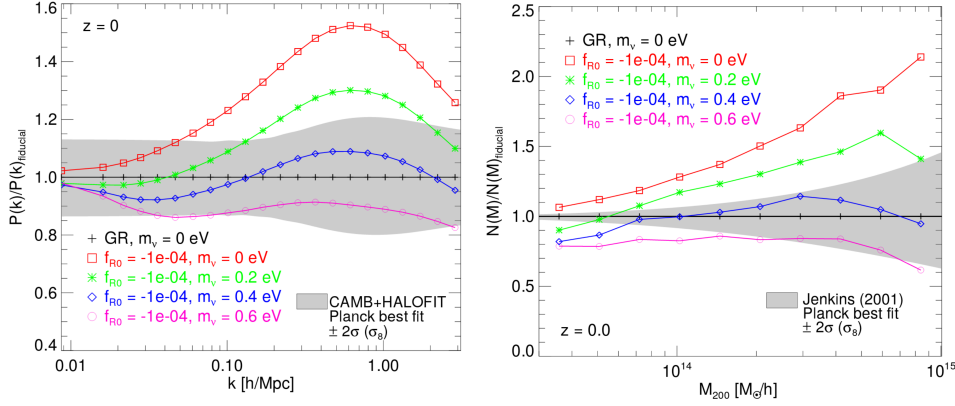 z = 0
P(k)/P(k)fiducial
1.6
1.4
1.2
1.0
0.8
0.6
0.4
+ GR, mν = 0 eV
fR0 = -1e-04, mν = 0 eV
fR0 = -1e-04, mν = 0.2 eV
fR0 = -1e-04, mν = 0.4 eV
fR0 = -1e-04, mν = 0.6 eV
CAMB+HALOFIT
Planck best fit
± 2σ (σ8)
0.01 0.10 1.00
k [h/Mpc]
N(M)/N(M)fiducial
2.5
2.0
1.5
1.0
0.5
0.0
+ GR, mν = 0 eV
fR0 = -1e-04, mν = 0 eV
fR0 = -1e-04, mν = 0.2 eV
fR0 = -1e-04, mν = 0.4 eV
fR0 = -1e-04, mν = 0.6 eV
Jenkins (2001)
Planck best fit
± 2σ (σ8)
z = 0.0
10^14 10^15
M200 [M⊙/h]